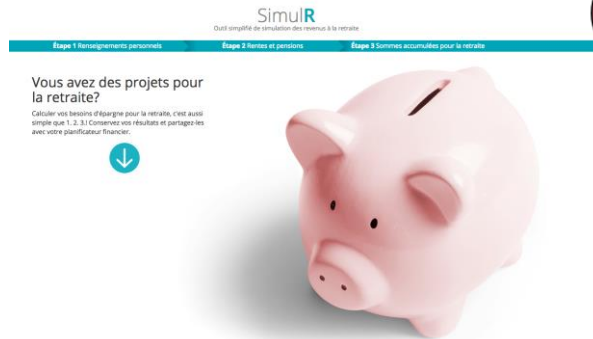 SimulR
Outil simplifié de simulation des revenus à la retraite
Étape 1 Renseignements personnels
Étape 2 Rentes et pensions
Étape 3 Sommes accumulées pour la retraite
Vous avez des projets pour
la retraite?
Calculer vos besoins d'épargne pour la retraite, c'est aussi
simple que 1. 2. 3.! Conservez vos résultats et partagez-les
avec votre planificateur financier.